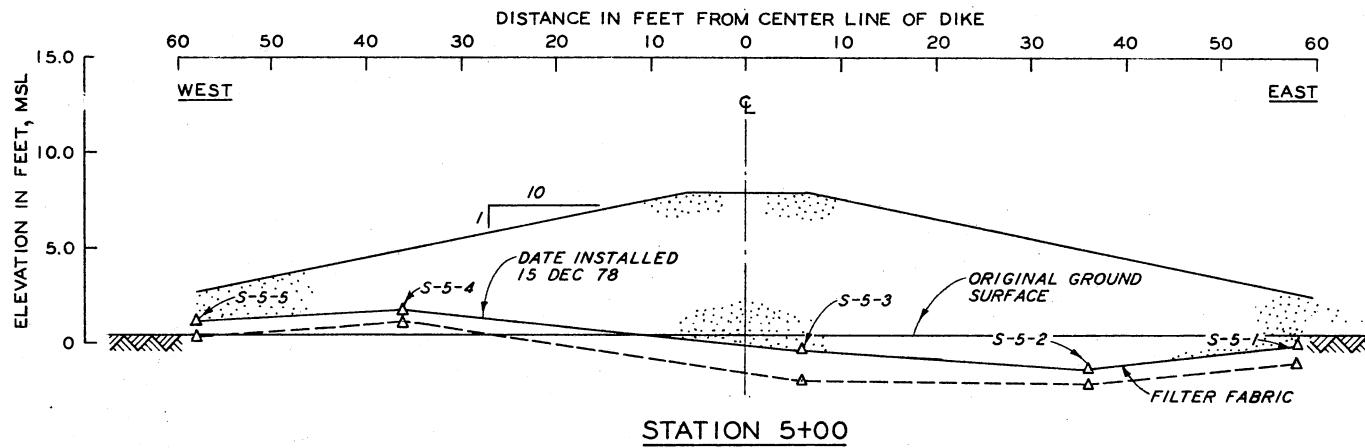 DISTANCE IN FEET FROM CENTER LINE OF DIKE
60 50 40 30 20 10 0 10 20 30 40 50 60
15.0
WEST
EAST
℄
ELEVATION IN FEET, MSL
10.0
10
1
5.0
DATE INSTALLED
15 DEC 78
ORIGINAL GROUND
SURFACE
S-5-5
S-5-4
S-5-3
S-5-2
S-5-1
0
FILTER FABRIC
STATION 5+00